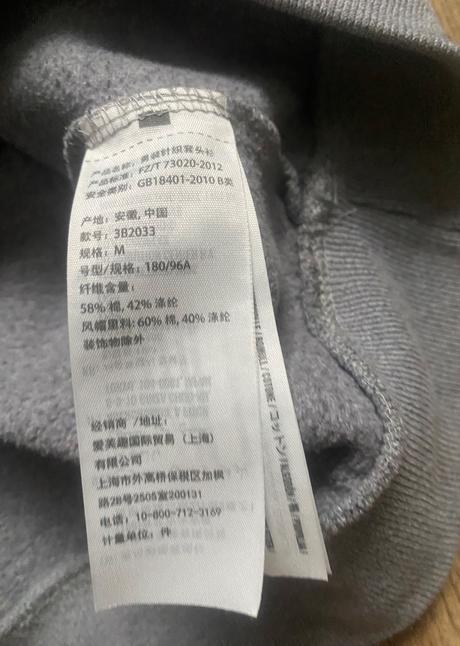 产品名称: 男装针织套头衫
产品标准: FZ/T 73020-2012
安全类别: GB18401-2010 B类
产地: 安徽, 中国
款号: 3B2033
规格: M
号型/规格: 180/96A
纤维含量:
58% 棉, 42% 涤纶
风帽里料: 60% 棉, 40% 涤纶
装饰物除外
经销商 /地址:
爱芙趣国际贸易 (上海)
有限公司
上海市外高桥保税区加枫
路28号2505室200131
电话: 10-800-712-3169
计量单位: 件
コットン